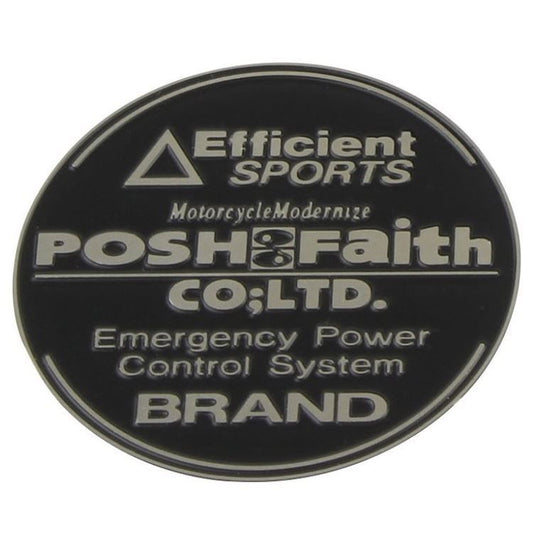 Efficient
SPORTS
MotorcycleModernize
POSH Faith
CO;LTD.
Emergency Power
Control System
BRAND